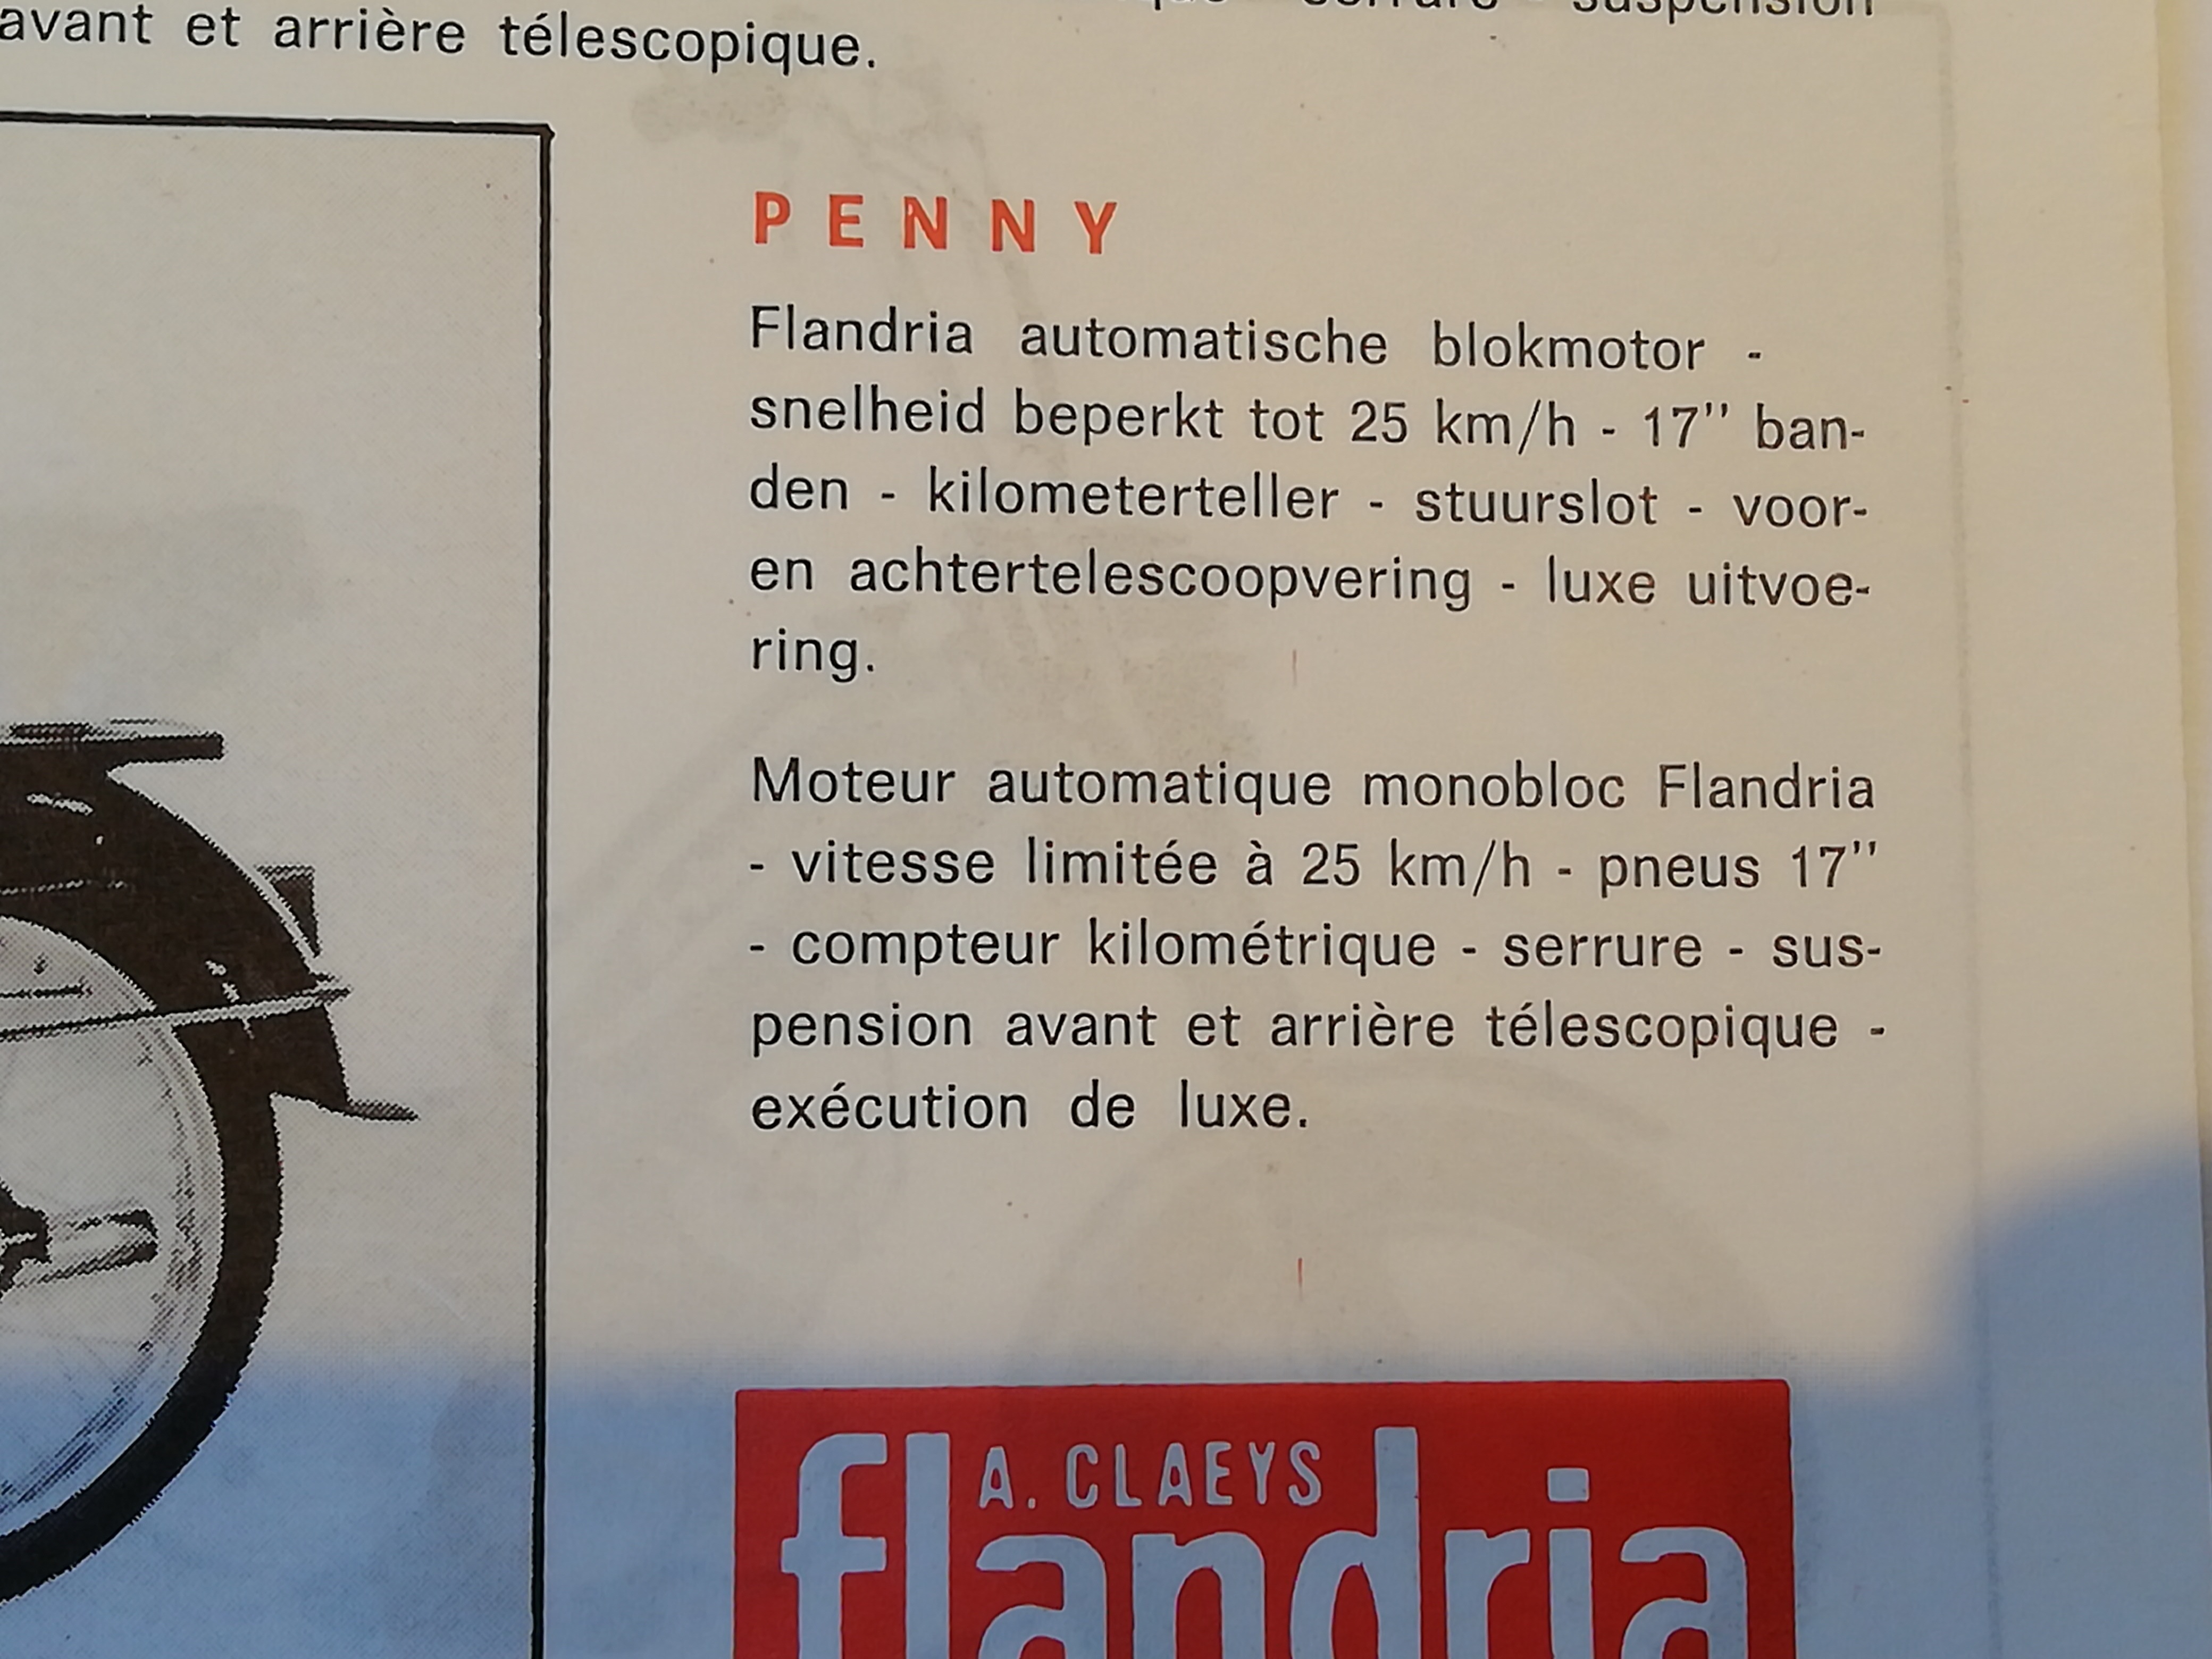 serrure suspension
avant et arrière télescopique.
PENNY
Flandria automatische blokmotor -
snelheid beperkt tot 25 km/h - 17" ban-
den - kilometerteller - stuurslot - voor-
en achtertelescoopvering - luxe uitvoe-
ring.
Moteur automatique monobloc Flandria
- vitesse limitée à 25 km/h - pneus 17"
- compteur kilométrique - serrure - sus-
pension avant et arrière télescopique -
exécution de luxe.
A. CLAEYS
flandria